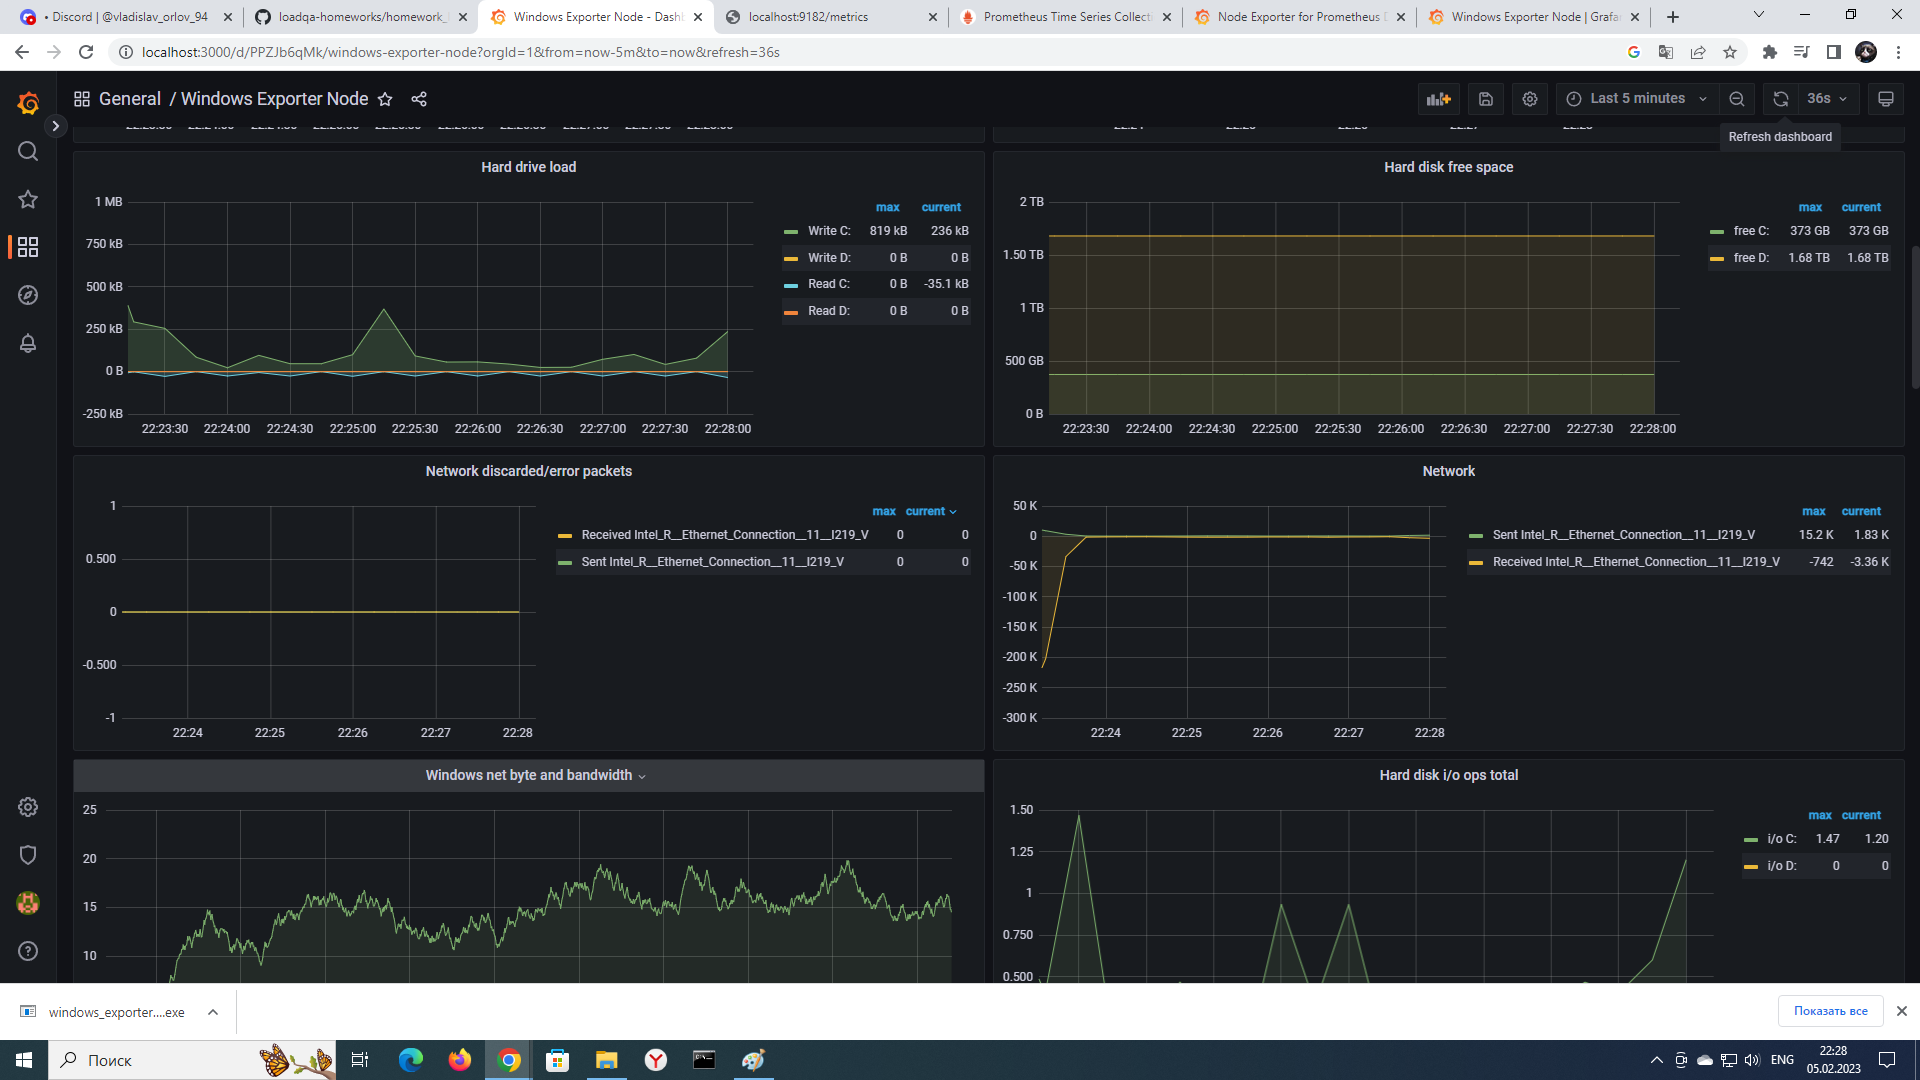 • Discord | @vladislav_orlov_94
loadqa-homeworks/homework_
Windows Exporter Node - Dash
localhost:9182/metrics
Prometheus Time Series Collecti
Node Exporter for Prometheus
Windows Exporter Node | Grafa
localhost:3000/d/PPZJb6qMk/windows-exporter-node?orgId=1&from=now-5m&to=now&refresh=36s
General / Windows Exporter Node
Last 5 minutes
36s
Refresh dashboard
Hard drive load
1 MB
750 kB
500 kB
250 kB
0 B
-250 kB
22:23:30 22:24:00 22:24:30 22:25:00 22:25:30 22:26:00 22:26:30 22:27:00 22:27:30 22:28:00
max current
Write C: 819 kB 236 kB
Write D: 0 B 0 B
Read C: 0 B -35.1 kB
Read D: 0 B 0 B
Hard disk free space
2 TB
1.50 TB
1 TB
500 GB
0 B
22:23:30 22:24:00 22:24:30 22:25:00 22:25:30 22:26:00 22:26:30 22:27:00 22:27:30 22:28:00
max current
free C: 373 GB 373 GB
free D: 1.68 TB 1.68 TB
Network discarded/error packets
1
0.500
0
-0.500
-1
22:24 22:25 22:26 22:27 22:28
max current
Received Intel_R__Ethernet_Connection__11__I219_V 0 0
Sent Intel_R__Ethernet_Connection__11__I219_V 0 0
Network
50 K
0
-50 K
-100 K
-150 K
-200 K
-250 K
-300 K
22:24 22:25 22:26 22:27 22:28
max current
Sent Intel_R__Ethernet_Connection__11__I219_V 15.2 K 1.83 K
Received Intel_R__Ethernet_Connection__11__I219_V -742 -3.36 K
Windows net byte and bandwidth
25
20
15
10
Hard disk i/o ops total
1.50
1.25
1
0.750
0.500
max current
i/o C: 1.47 1.20
i/o D: 0 0
windows_exporter....exe
Показать все
Поиск
ENG
22:28
05.02.2023